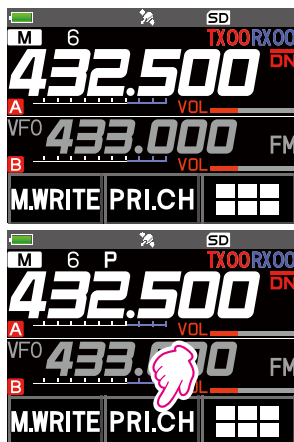 SD
M 6 TX00RX00
432.500 DN
A VOL
VFO 433.000 FM
B VOL
M.WRITE PRI.CH
SD
M 6 P TX00RX00
432.500 DN
A VOL
VFO FM
B VOL
M.WRITE PRI.CH